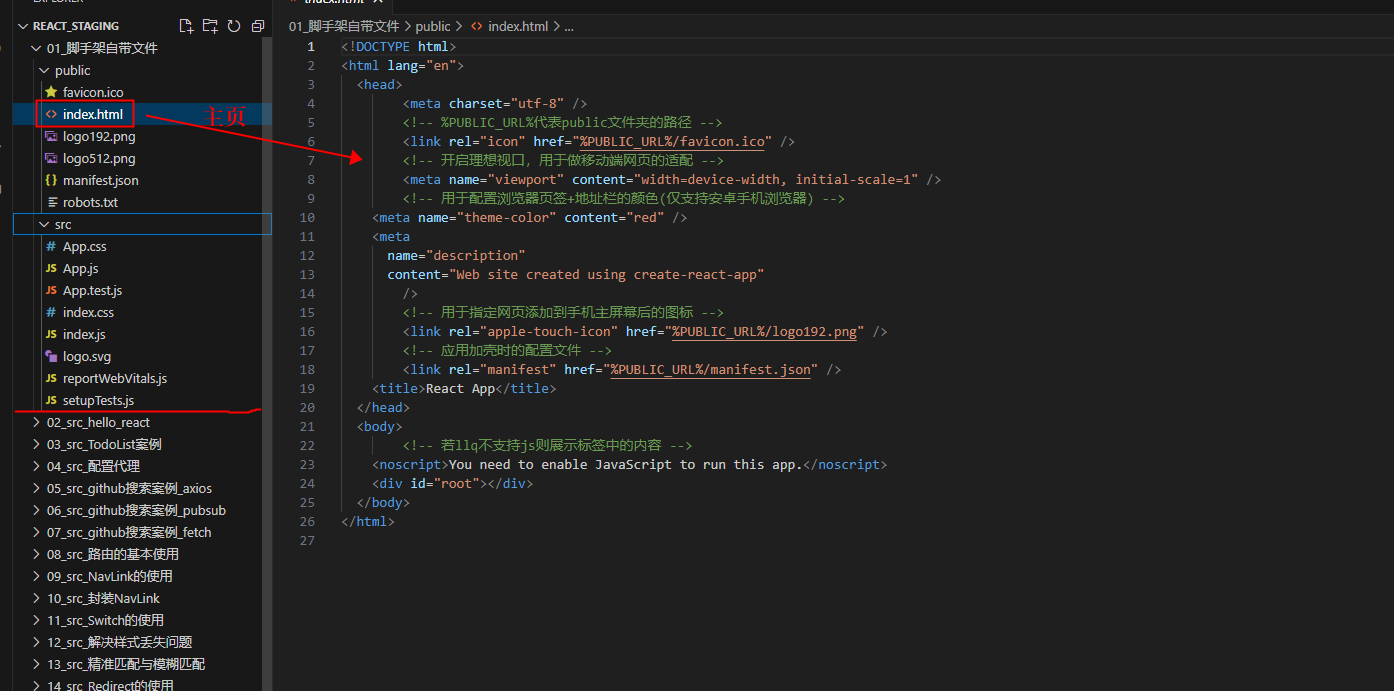 REACT_STAGING
01_脚手架自带文件
public
favicon.ico
index.html
主页
logo192.png
logo512.png
manifest.json
robots.txt
src
App.css
App.js
App.test.js
index.css
index.js
logo.svg
reportWebVitals.js
setupTests.js
02_src_hello_react
03_src_TodoList案例
04_src_配置代理
05_src_github搜索案例_axios
06_src_github搜索案例_pubsub
07_src_github搜索案例_fetch
08_src_路由的基本使用
09_src_NavLink的使用
10_src_封装NavLink
11_src_Switch的使用
12_src_解决样式丢失问题
13_src_精准匹配与模糊匹配
14_src_Redirect的使用
index.html
01_脚手架自带文件 > public > <> index.html > ...
1 <!DOCTYPE html>
2 <html lang="en">
3 <head>
4 <meta charset="utf-8" />
5 <!-- %PUBLIC_URL%代表public文件夹的路径 -->
6 <link rel="icon" href="%PUBLIC_URL%/favicon.ico" />
7 <!-- 开启理想视口，用于做移动端网页的适配 -->
8 <meta name="viewport" content="width=device-width, initial-scale=1" />
9 <!-- 用于配置浏览器页签+地址栏的颜色(仅支持安卓手机浏览器) -->
10 <meta name="theme-color" content="red" />
11 <meta
12 name="description"
13 content="Web site created using create-react-app"
14 />
15 <!-- 用于指定网页添加到手机主屏幕后的图标 -->
16 <link rel="apple-touch-icon" href="%PUBLIC_URL%/logo192.png" />
17 <!-- 应用加壳时的配置文件 -->
18 <link rel="manifest" href="%PUBLIC_URL%/manifest.json" />
19 <title>React App</title>
20 </head>
21 <body>
22 <!-- 若llq不支持js则展示标签中的内容 -->
23 <noscript>You need to enable JavaScript to run this app.</noscript>
24 <div id="root"></div>
25 </body>
26 </html>
27